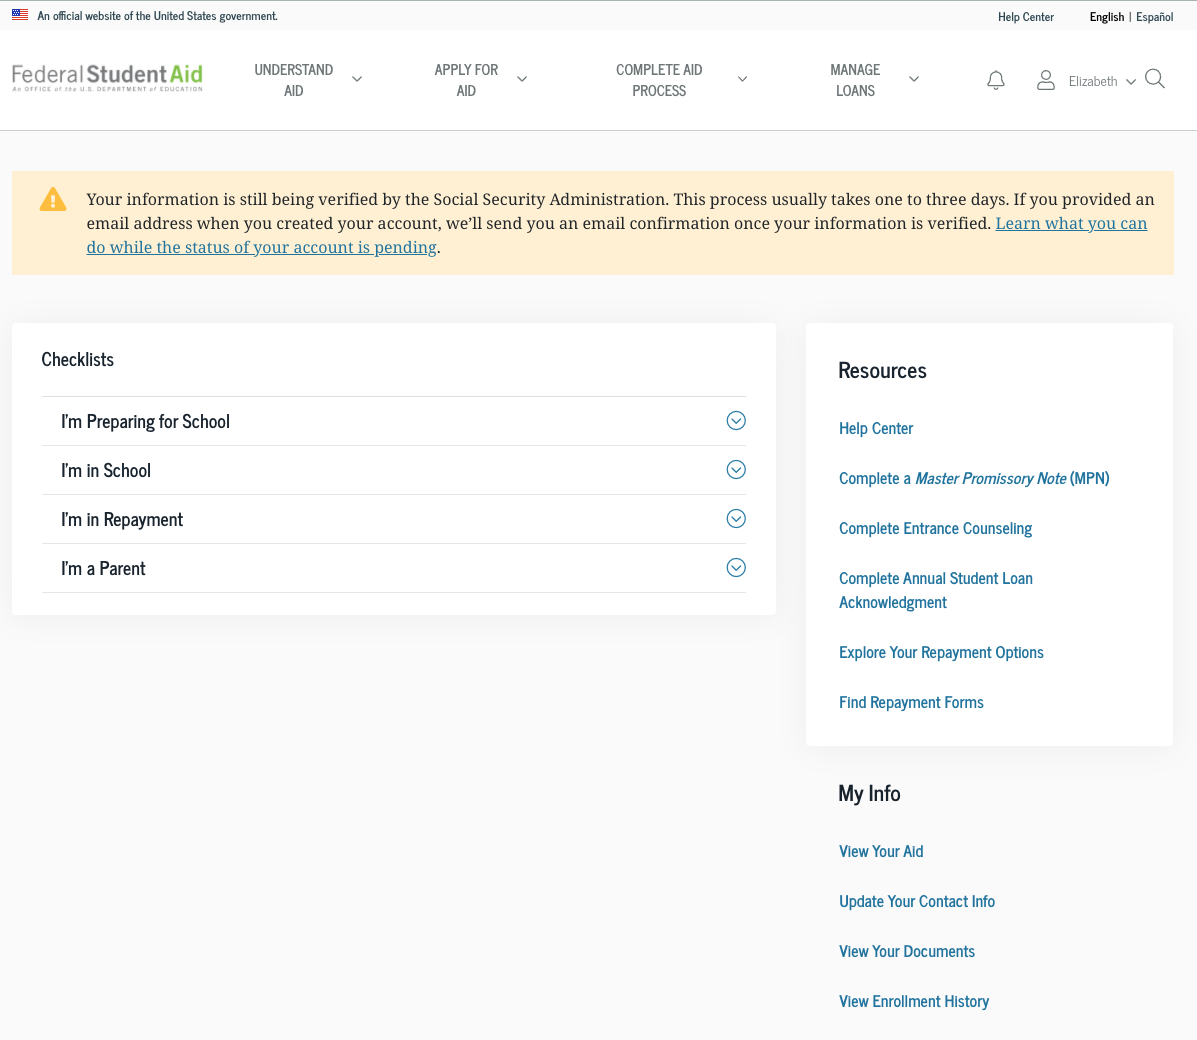 An official website of the United States government.
Help Center
English | Español
Federal Student Aid
An OFFICE of the U.S. DEPARTMENT of EDUCATION
UNDERSTAND
AID
APPLY FOR
AID
COMPLETE AID
PROCESS
MANAGE
LOANS
Elizabeth
Your information is still being verified by the Social Security Administration. This process usually takes one to three days. If you provided an
email address when you created your account, we’ll send you an email confirmation once your information is verified. Learn what you can
do while the status of your account is pending.
Checklists
I'm Preparing for School
I'm in School
I'm in Repayment
I'm a Parent
Resources
Help Center
Complete a Master Promissory Note (MPN)
Complete Entrance Counseling
Complete Annual Student Loan
Acknowledgment
Explore Your Repayment Options
Find Repayment Forms
My Info
View Your Aid
Update Your Contact Info
View Your Documents
View Enrollment History